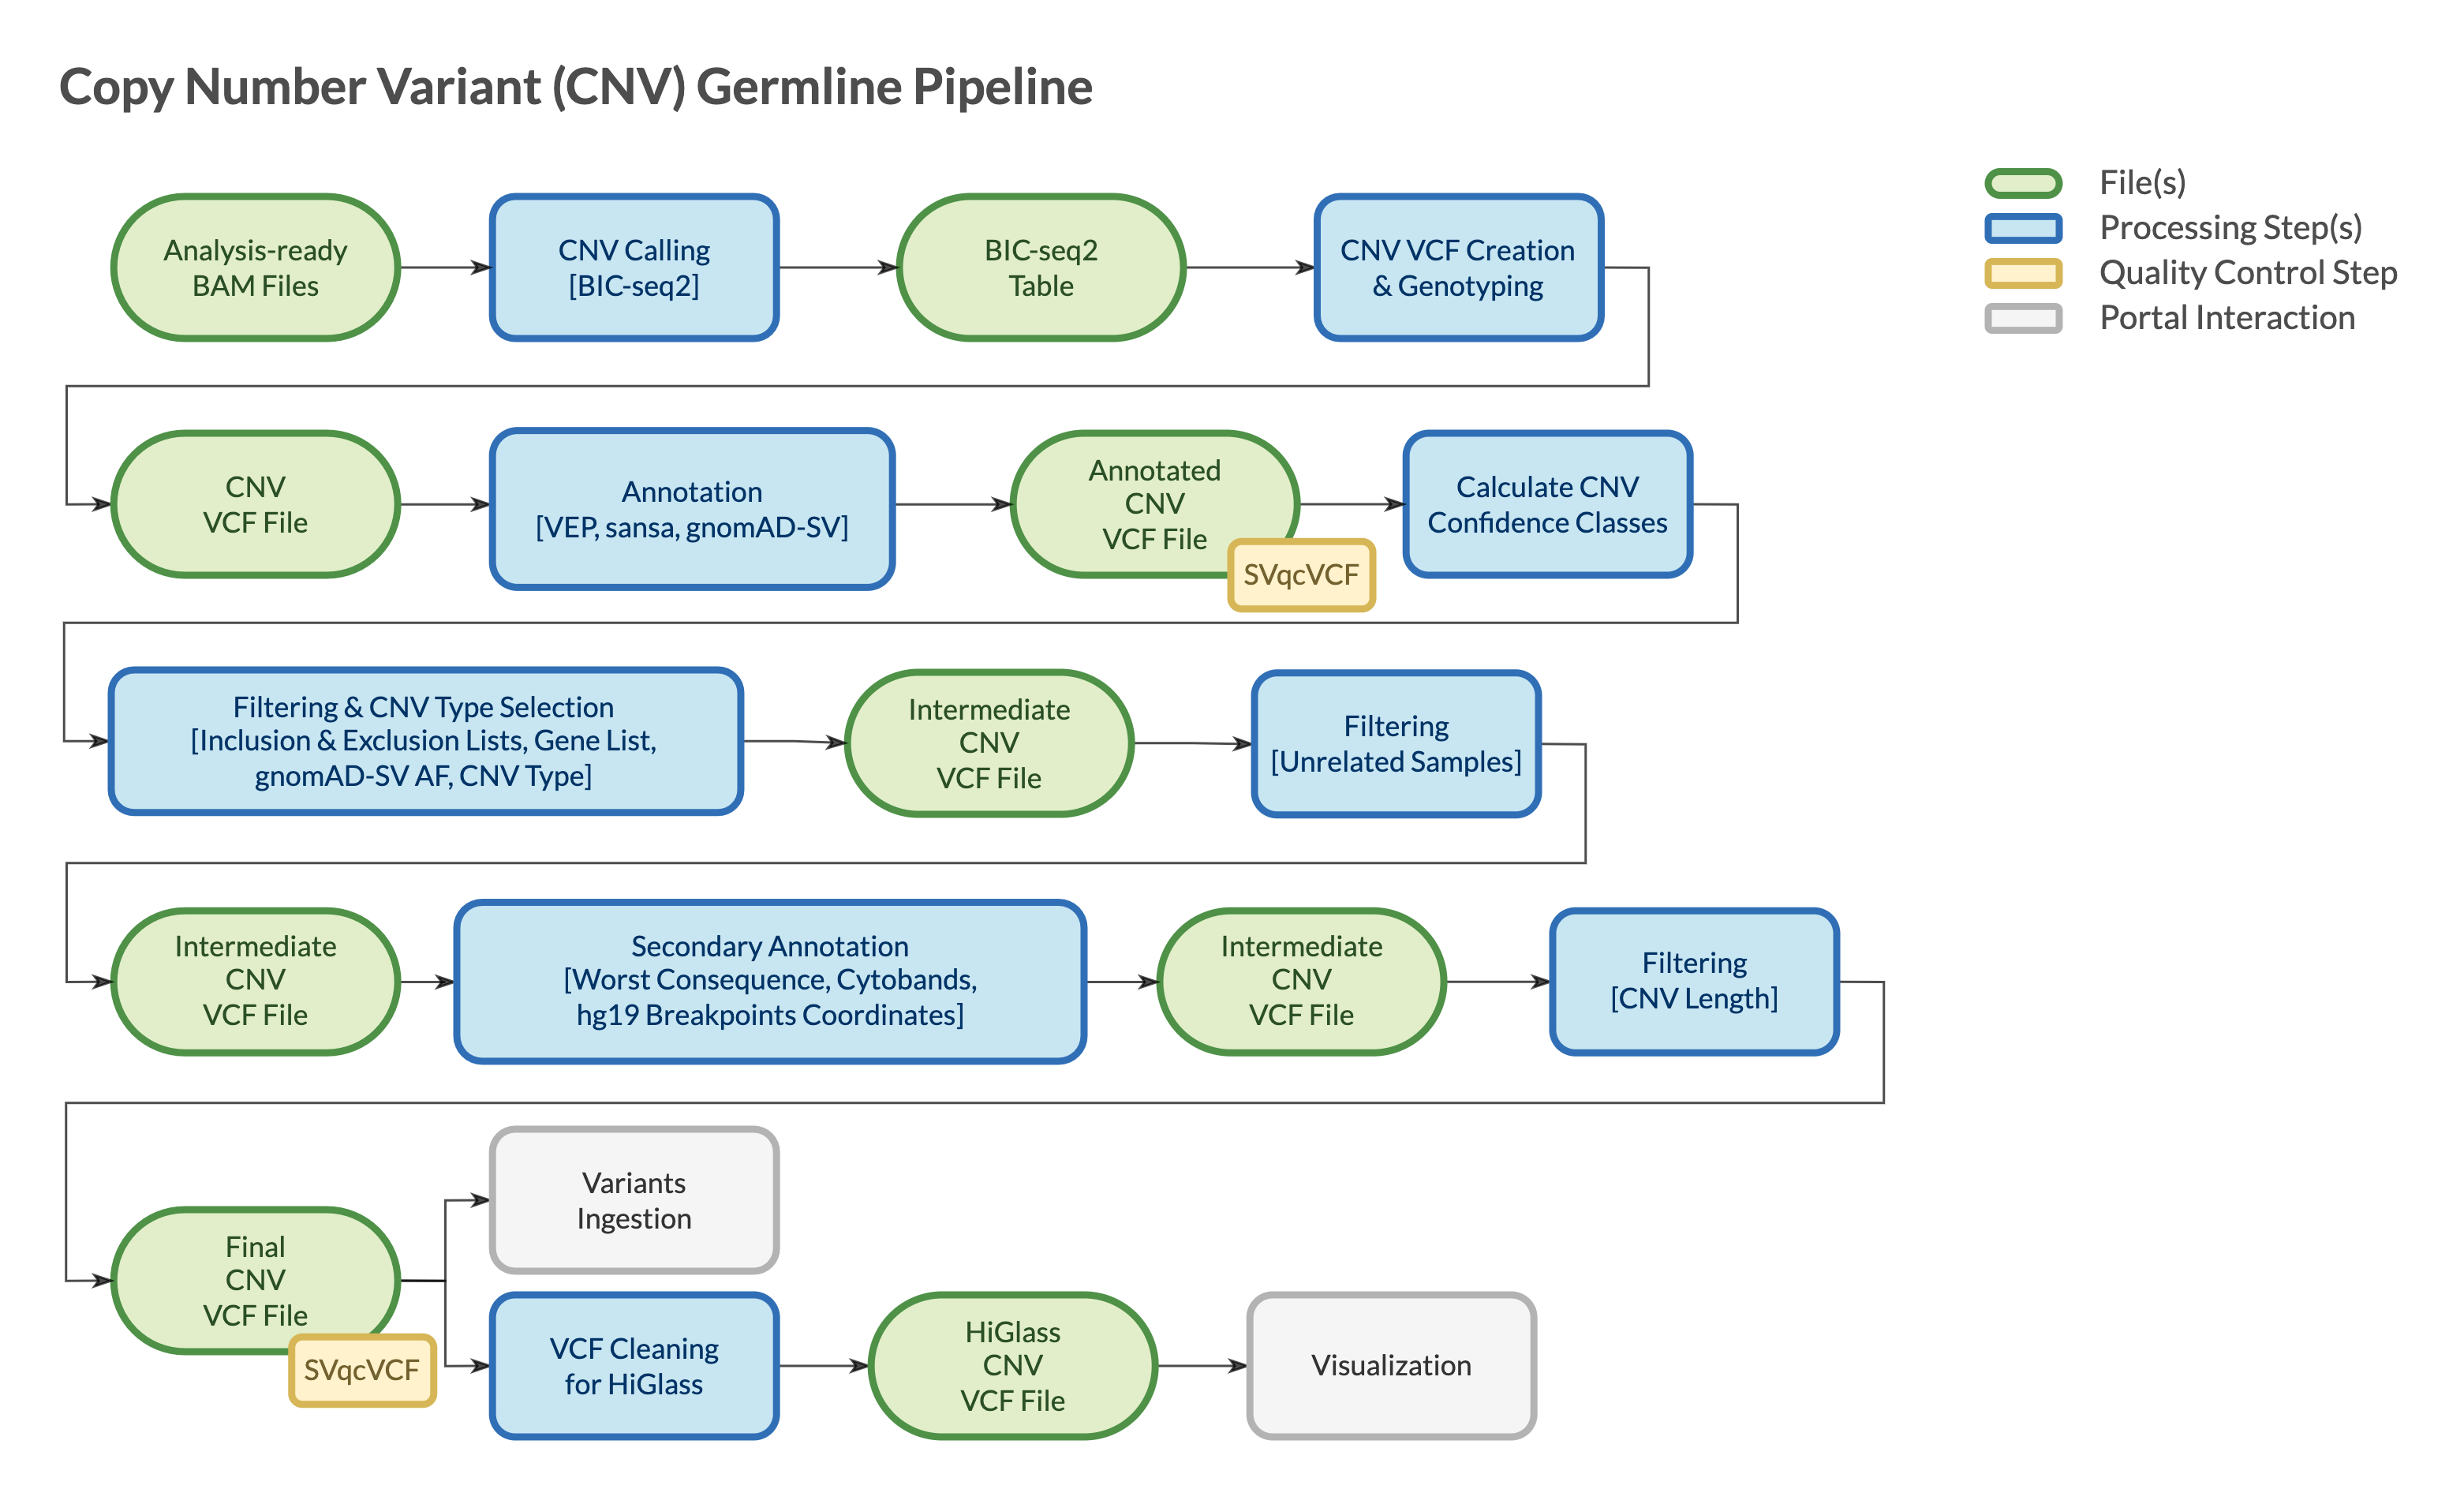 Copy Number Variant (CNV) Germline Pipeline
File(s)
Processing Step(s)
Quality Control Step
Portal Interaction
Analysis-ready
BAM Files
CNV Calling
[BIC-seq2]
BIC-seq2
Table
CNV VCF Creation
& Genotyping
CNV
VCF File
Annotation
[VEP, sansa, gnomAD-SV]
Annotated
CNV
VCF File
SVqcVCF
Calculate CNV
Confidence Classes
Filtering & CNV Type Selection
[Inclusion & Exclusion Lists, Gene List,
gnomAD-SV AF, CNV Type]
Intermediate
CNV
VCF File
Filtering
[Unrelated Samples]
Intermediate
CNV
VCF File
Secondary Annotation
[Worst Consequence, Cytobands,
hg19 Breakpoints Coordinates]
Intermediate
CNV
VCF File
Filtering
[CNV Length]
Final
CNV
VCF File
SVqcVCF
Variants
Ingestion
VCF Cleaning
for HiGlass
HiGlass
CNV
VCF File
Visualization